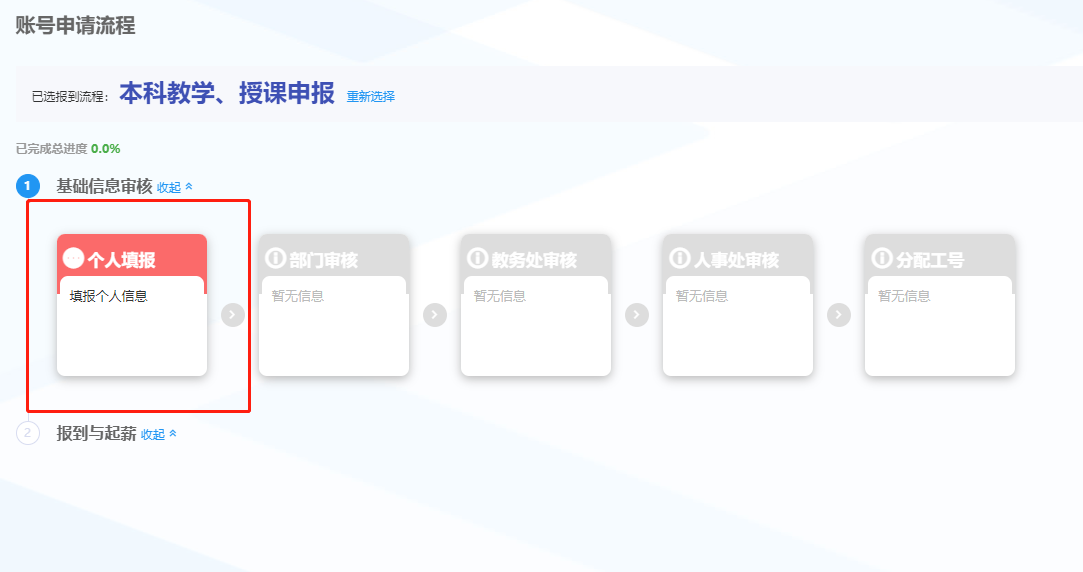 账号申请流程
已选报到流程： 本科教学、授课申报 重新选择
已完成总进度 0.0%
1 基础信息审核 收起
个人填报 部门审核 教务处审核 人事处审核 分配工号
填报个人信息 暂无信息 暂无信息 暂无信息 暂无信息
2 报到与起薪 收起